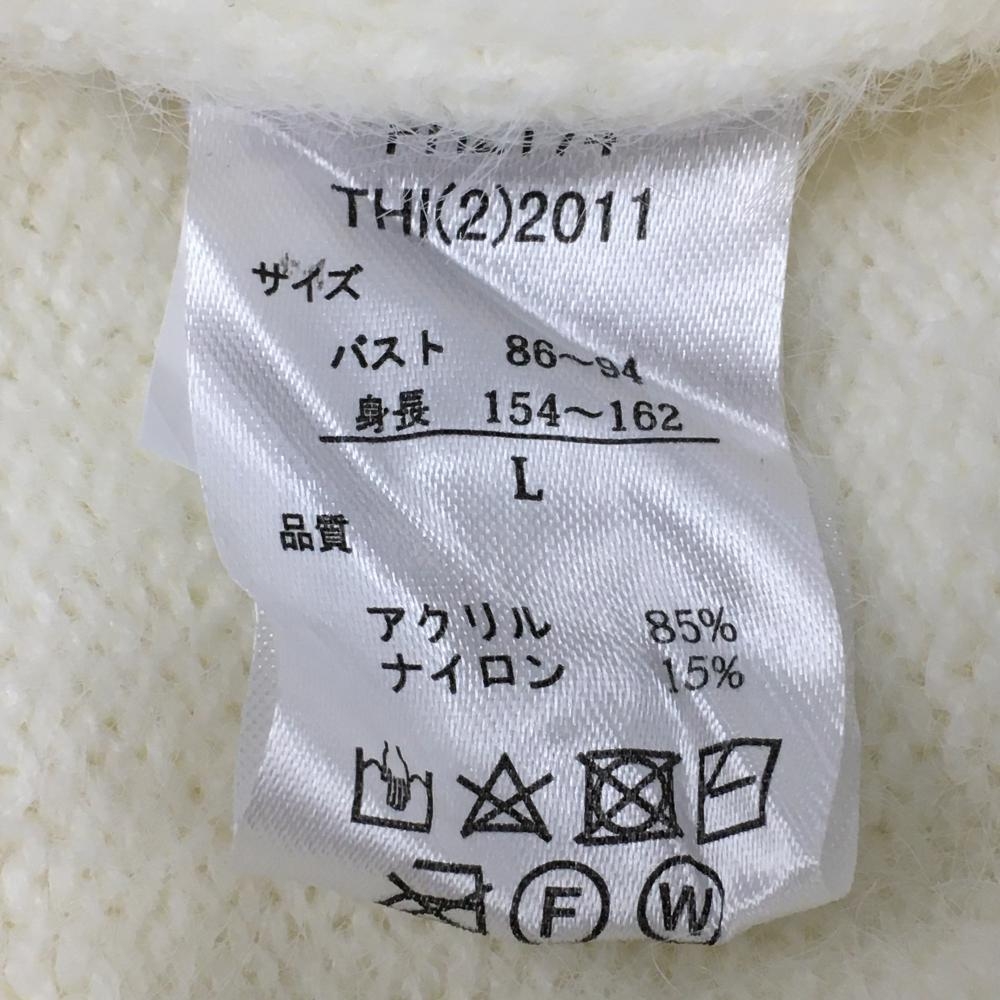 THI(2)2011
サイズ
バスト 86～94
身長 154～162
L
品質
アクリル 85%
ナイロン 15%
F W